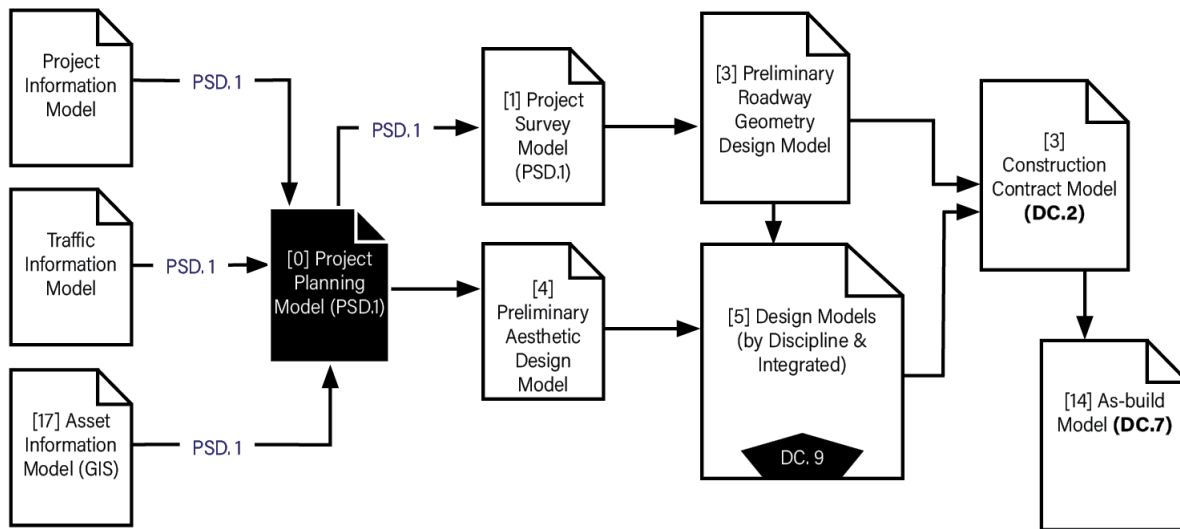 Project
Information
Model
PSD.1
Traffic
Information
Model
PSD.1
[17] Asset
Information
Model (GIS)
PSD.1
[0] Project
Planning
Model (PSD.1)
PSD.1
[1] Project
Survey
Model
(PSD.1)
[4]
Preliminary
Aesthetic
Design
Model
[3] Preliminary
Roadway
Geometry
Design Model
[5] Design Models
(by Discipline &
Integrated)
DC. 9
[3]
Construction
Contract Model
(DC.2)
[14] As-build
Model (DC.7)